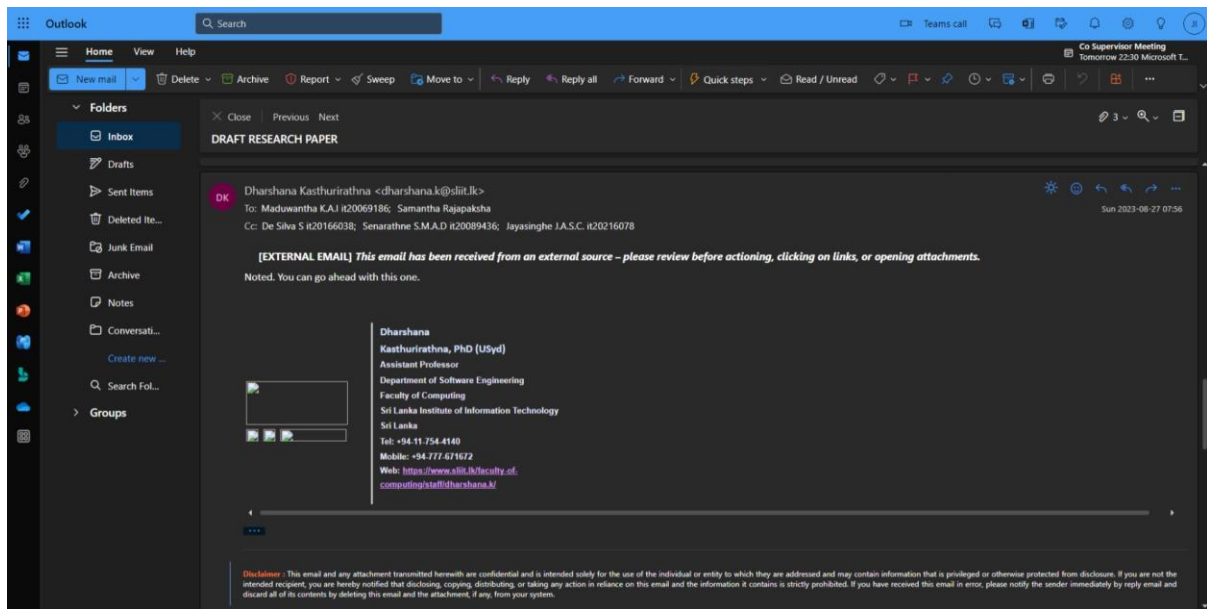 Outlook
Search
Teams call
JI
Home View Help
Co Supervisor Meeting
Tomorrow 22:30 Microsoft T...
New mail Delete Archive Report Sweep Move to Reply Reply all Forward Quick steps Read / Unread ...
Folders
Inbox
Drafts
Sent Items
Deleted Ite...
Junk Email
Archive
Notes
Conversati...
Create new ...
Search Fol...
Groups
Close Previous Next
3
DRAFT RESEARCH PAPER
DK
Dharshana Kasthurirathna <dharshana.k@sliit.lk>
To: Maduwantha K.A.I it20069186; Samantha Rajapaksha
Sun 2023-08-27 07:56
Cc: De Silva S it20166038; Senarathne S.M.A.D it20089436; Jayasinghe J.A.S.C. it20216078
[EXTERNAL EMAIL] This email has been received from an external source – please review before actioning, clicking on links, or opening attachments.
Noted. You can go ahead with this one.
Dharshana
Kasthurirathna, PhD (USyd)
Assistant Professor
Department of Software Engineering
Faculty of Computing
Sri Lanka Institute of Information Technology
Sri Lanka
Tel: +94-11-754-4140
Mobile: +94-777-671672
Web: https://www.sliit.lk/faculty-of-
computing/staff/dharshana.k/
...
Disclaimer : This email and any attachment transmitted herewith are confidential and is intended solely for the use of the individual or entity to which they are addressed and may contain information that is privileged or otherwise protected from disclosure. If you are not the
intended recipient, you are hereby notified that disclosing, copying, distributing, or taking any action in reliance on this email and the information it contains is strictly prohibited. If you have received this email in error, please notify the sender immediately by reply email and
discard all of its contents by deleting this email and the attachment, if any, from your system.